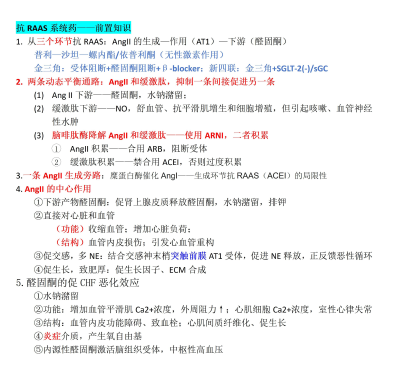 抗 RAAS 系统药——前置知识
1. 从三个环节抗 RAAS：AngII 的生成—作用（AT1）—下游（醛固酮）
普利—沙坦—螺内酯/依普利酮（无性激素作用）
金三角：受体阻断+醛固酮阻断+β-blocker；新四联：金三角+SGLT-2(-)/sGC
2. 两条动态平衡通路：AngII 和缓激肽，抑制一条间接促进另一条
(1) Ang II 下游——醛固酮，水钠潴留；
(2) 缓激肽下游——NO，舒血管、抗平滑肌增生和细胞增殖，但引起咳嗽、血管神经
性水肿
(3) 脑啡肽酶降解 AngII 和缓激肽——使用 ARNI，二者积累
① AngII 积累——合用 ARB，阻断受体
② 缓激肽积累——禁合用 ACEI，否则过度积累
3.一条 AngII 生成旁路：糜蛋白酶催化 AngI——生成环节抗 RAAS（ACEI）的局限性
4. AngII 的中心作用
①下游产物醛固酮：促肾上腺皮质释放醛固酮，水钠潴留，排钾
②直接对心脏和血管
（功能）收缩血管；增加心脏负荷；
（结构）血管内皮损伤；引发心血管重构
③促交感，多 NE：结合交感神末梢突触前膜 AT1 受体，促进 NE 释放，正反馈恶性循环
④促生长，致肥厚：促生长因子、ECM 合成
5. 醛固酮的促 CHF 恶化效应
①水钠潴留
②功能：增加血管平滑肌 Ca2+浓度，外周阻力↑；心肌细胞 Ca2+浓度，室性心律失常
③结构：血管内皮功能障碍、致血栓；心肌间质纤维化、促生长
④炎症介质，产生氧自由基
⑤内源性醛固酮激活脑组织受体，中枢性高血压